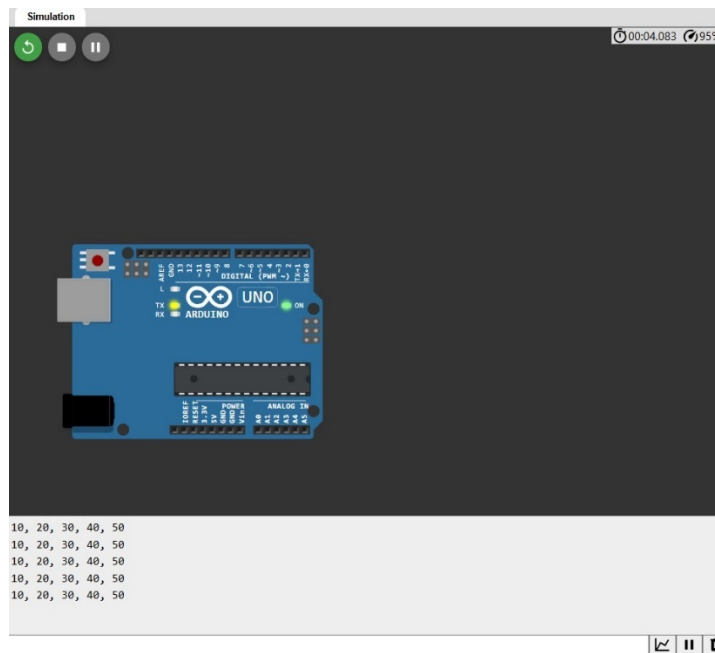 Simulation
00:04.083 95%
AREF GND 13 12 ~11 ~10 ~9 8 7 ~6 ~5 4 ~3 2 TX→1 RX←0
DIGITAL (PWM ~)
L
TX
RX
UNO
ARDUINO
ON
POWER
ANALOG IN
IOREF RESET 3.3V 5V GND GND Vin A0 A1 A2 A3 A4 A5
10, 20, 30, 40, 50
10, 20, 30, 40, 50
10, 20, 30, 40, 50
10, 20, 30, 40, 50
10, 20, 30, 40, 50